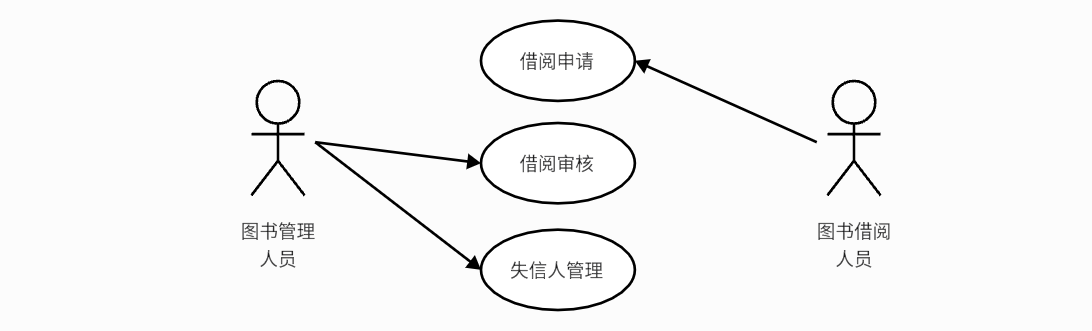 借阅申请
借阅审核
失信人管理
图书管理
人员
图书借阅
人员